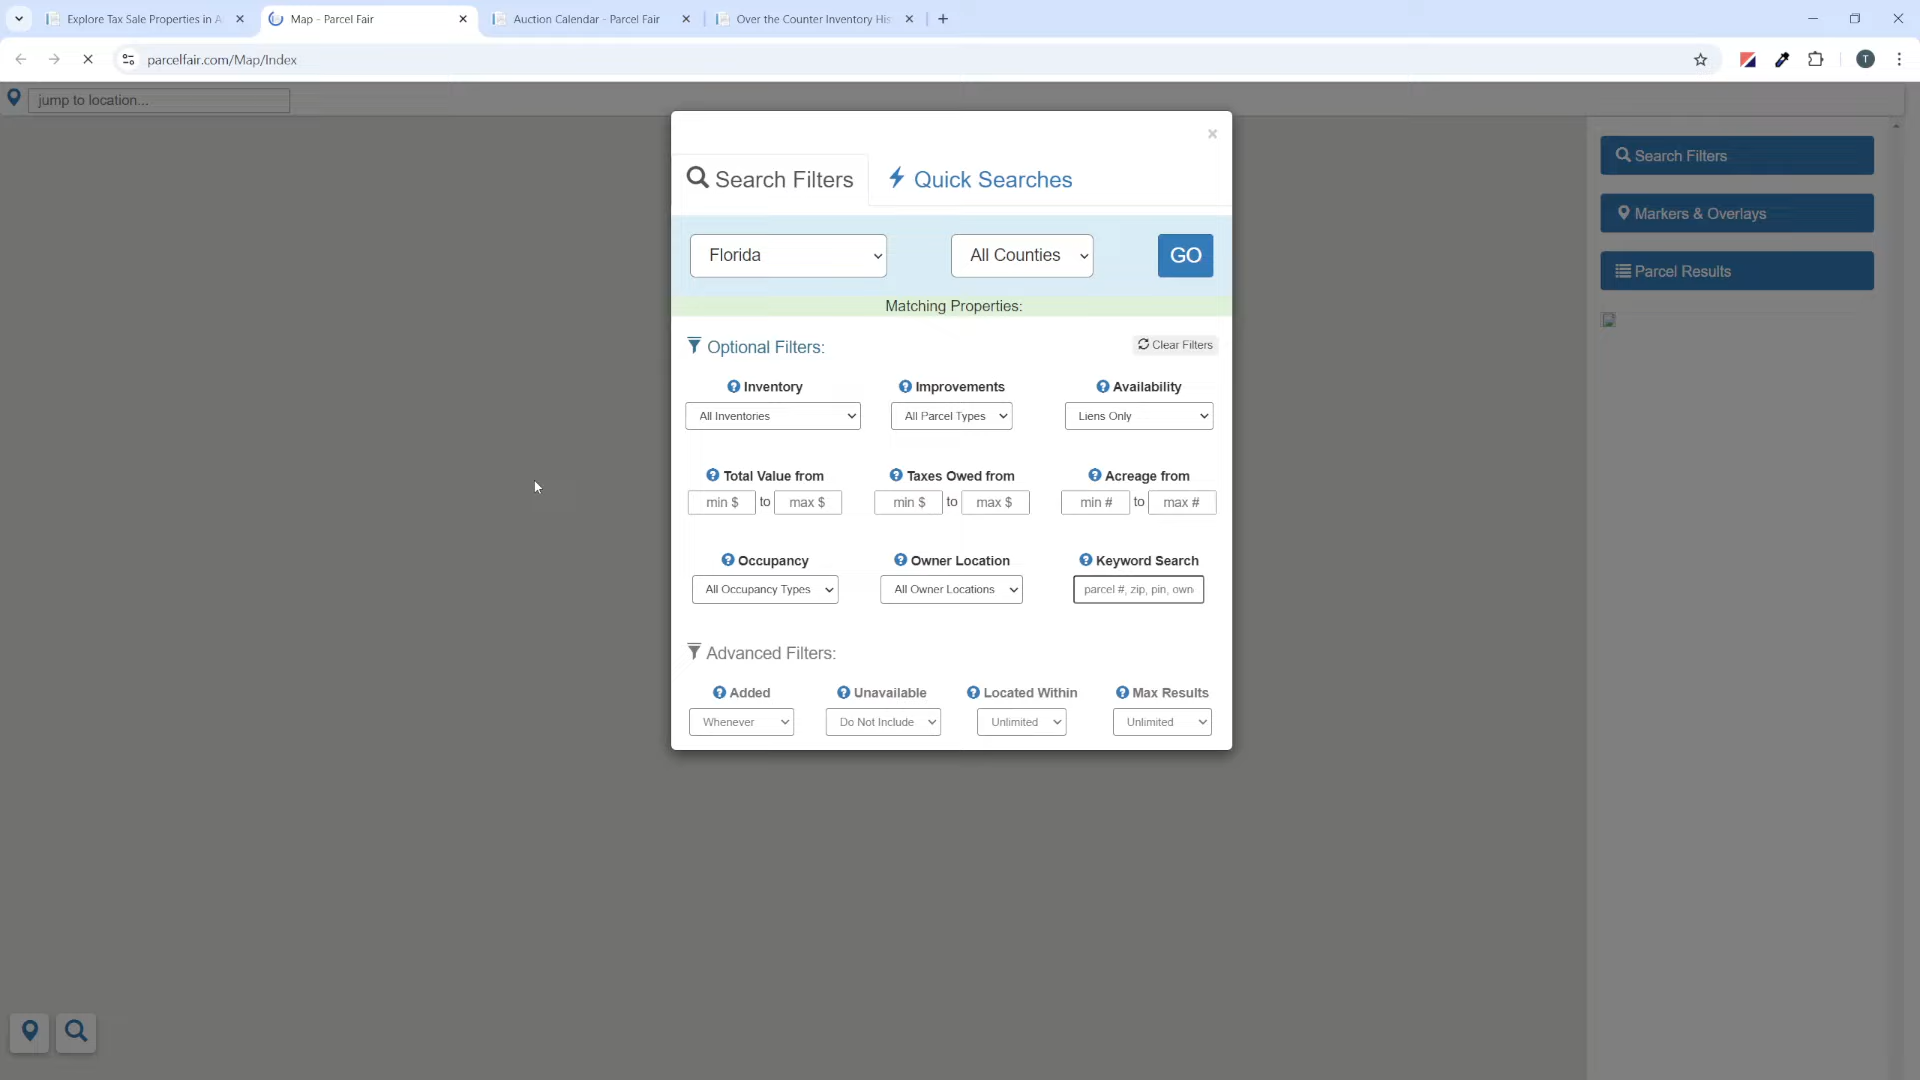 Explore Tax Sale Properties in A
Map - Parcel Fair
Auction Calendar - Parcel Fair
Over the Counter Inventory His
parcelfair.com/Map/Index
T
jump to location...
×
Search Filters
Quick Searches
Florida
All Counties
GO
Matching Properties:
Optional Filters:
Clear Filters
Inventory
Improvements
Availability
All Inventories
All Parcel Types
Liens Only
Total Value from
Taxes Owed from
Acreage from
min $ to max $
min $ to max $
min # to max #
Occupancy
Owner Location
Keyword Search
All Occupancy Types
All Owner Locations
parcel #, zip, pin, own
Advanced Filters:
Added
Unavailable
Located Within
Max Results
Whenever
Do Not Include
Unlimited
Unlimited
Search Filters
Markers & Overlays
Parcel Results